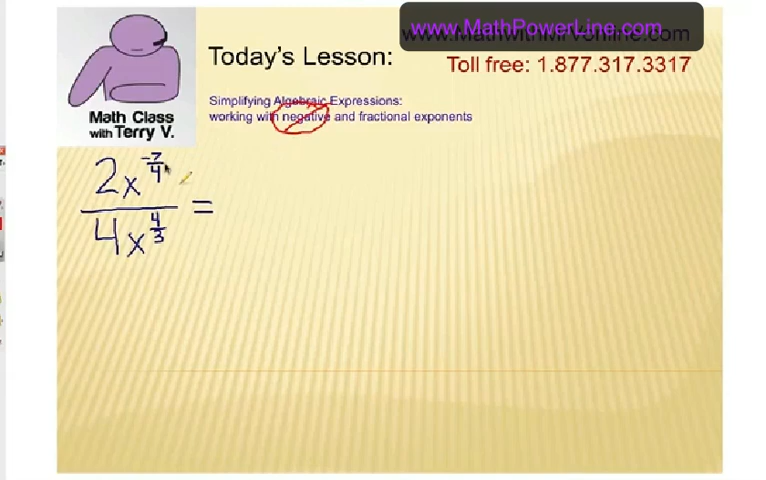 www.MathPowerLine.com
Today's Lesson:
Toll free: 1.877.317.3317
Simplifying Algebraic Expressions:
working with negative and fractional exponents
Math Class
with Terry V.
2x^(-7/4)
4x^(4/3)
=